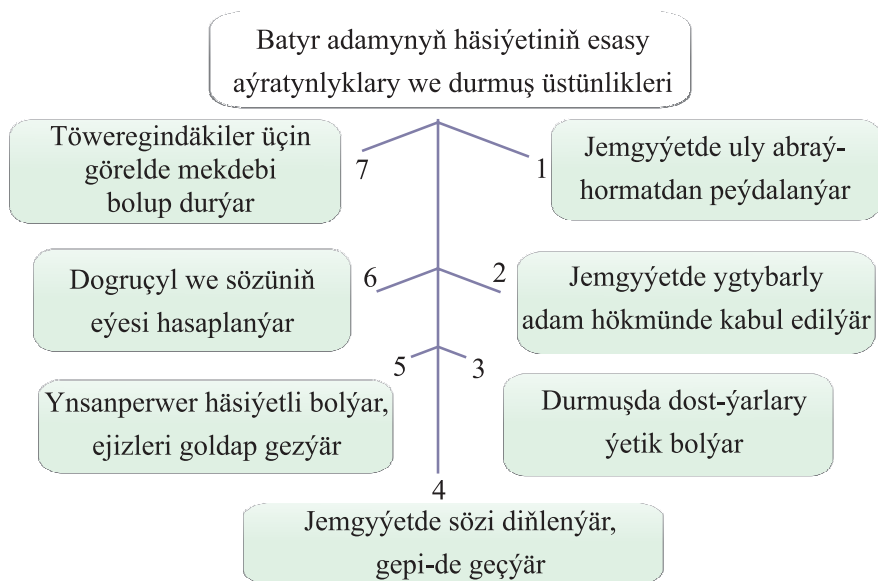 Batyr adamynyň häsiýetiniň esasy
aýratynlyklary we durmuş üstünlikleri
1
Jemgyýetde uly abraý-
hormatdan peýdalanýar
2
Jemgyýetde ygtybarly
adam hökmünde kabul edilýär
3
Durmuşda dost-ýarlary
ýetik bolýar
4
Jemgyýetde sözi diňlenýär,
gepi-de geçýär
5
Ynsanperwer häsiýetli bolýar,
ejizleri goldap gezýär
6
Dogruçyl we sözüniň
eýesi hasaplanýar
7
Töweregindäkiler üçin
görelde mekdebi
bolup durýar